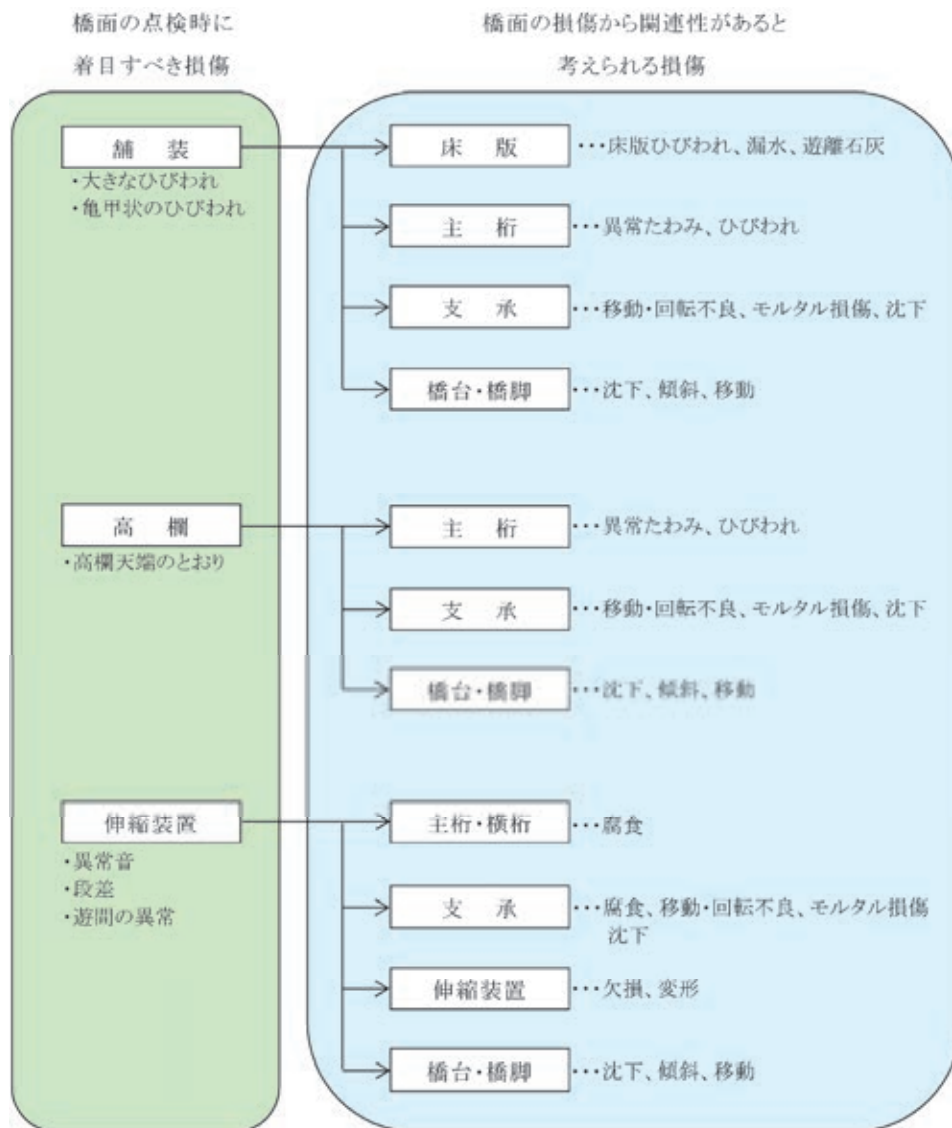 橋面の点検時に
着目すべき損傷
橋面の損傷から関連性があると
考えられる損傷
舗装
・大きなひびわれ
・亀甲状のひびわれ
床版 …床版ひびわれ、漏水、遊離石灰
主桁 …異常たわみ、ひびわれ
支承 …移動・回転不良、モルタル損傷、沈下
橋台・橋脚 …沈下、傾斜、移動
高欄
・高欄天端のとおり
主桁 …異常たわみ、ひびわれ
支承 …移動・回転不良、モルタル損傷、沈下
橋台・橋脚 …沈下、傾斜、移動
伸縮装置
・異常音
・段差
・遊間の異常
主桁・横桁 …腐食
支承 …腐食、移動・回転不良、モルタル損傷
沈下
伸縮装置 …欠損、変形
橋台・橋脚 …沈下、傾斜、移動